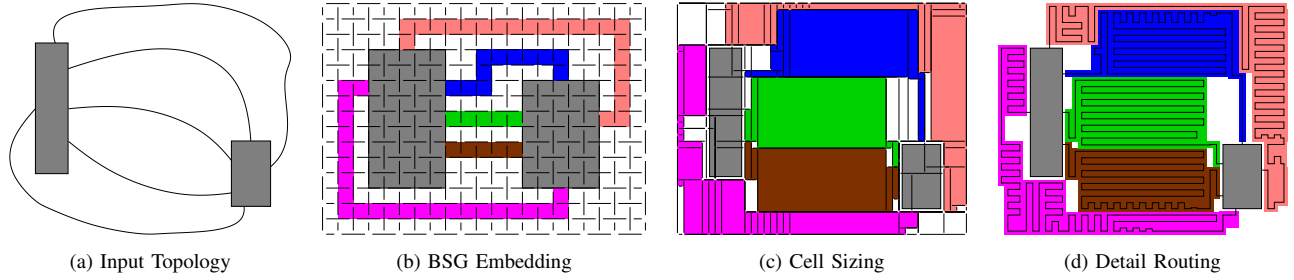 (a) Input Topology
(b) BSG Embedding
(c) Cell Sizing
(d) Detail Routing